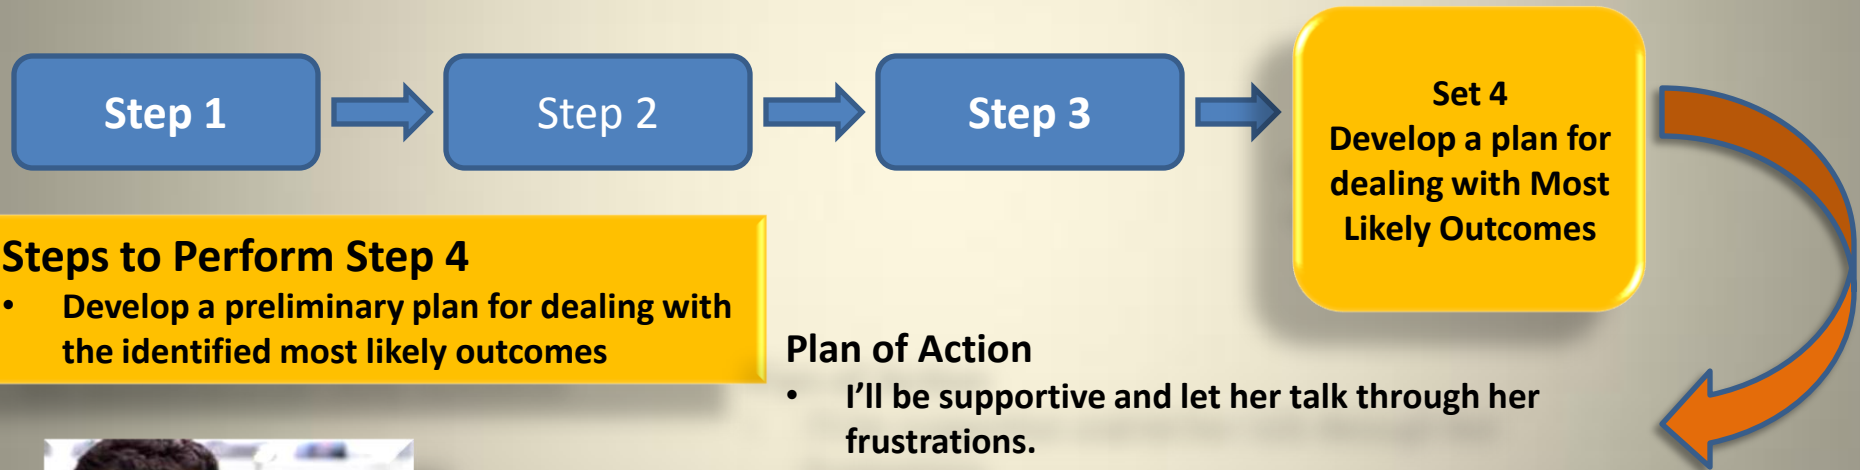 Step 1
Step 2
Step 3
Set 4
Develop a plan for
dealing with Most
Likely Outcomes
Steps to Perform Step 4
• Develop a preliminary plan for dealing with
the identified most likely outcomes
Plan of Action
• I’ll be supportive and let her talk through her
frustrations.